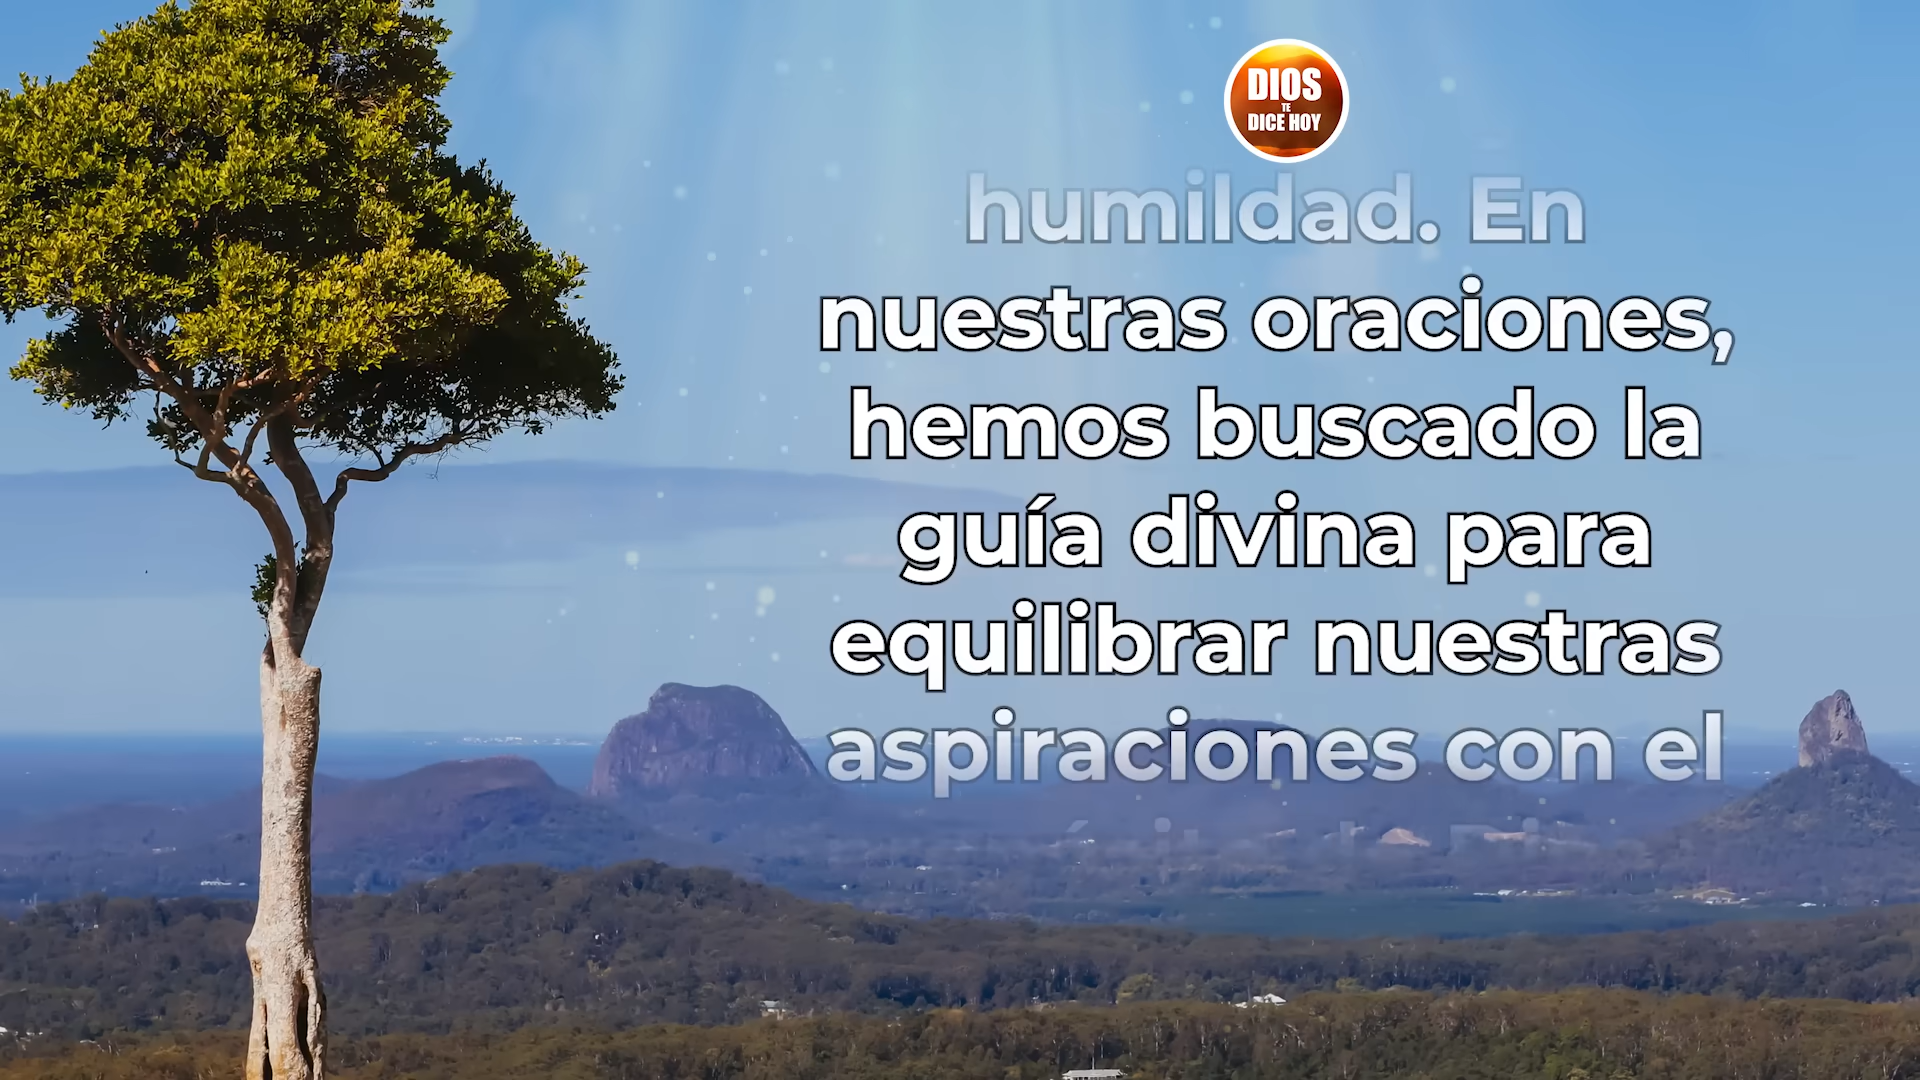 DIOS
TE
DICE HOY
humildad. En
nuestras oraciones,
hemos buscado la
guía divina para
equilibrar nuestras
aspiraciones con el